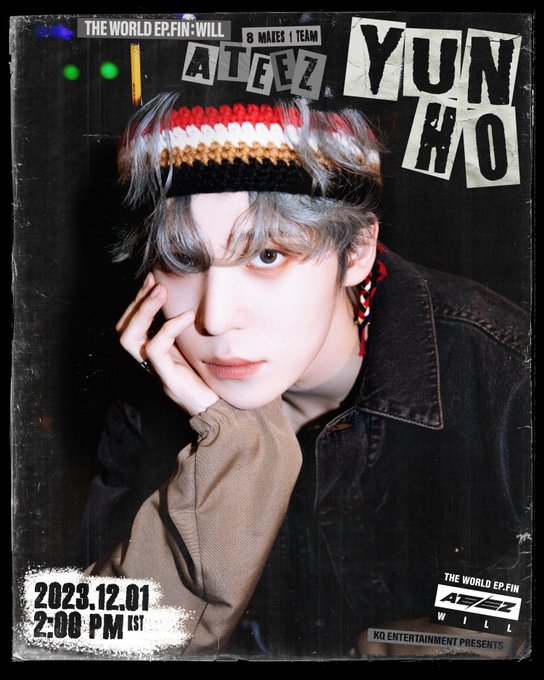 THE WORLD EP.FIN : WILL
8 MAKES 1 TEAM
ATEEZ
YUN
HO
2023.12.01
2:00 PM KST
THE WORLD EP.FIN
ATEEZ
WILL
KQ ENTERTAINMENT PRESENTS